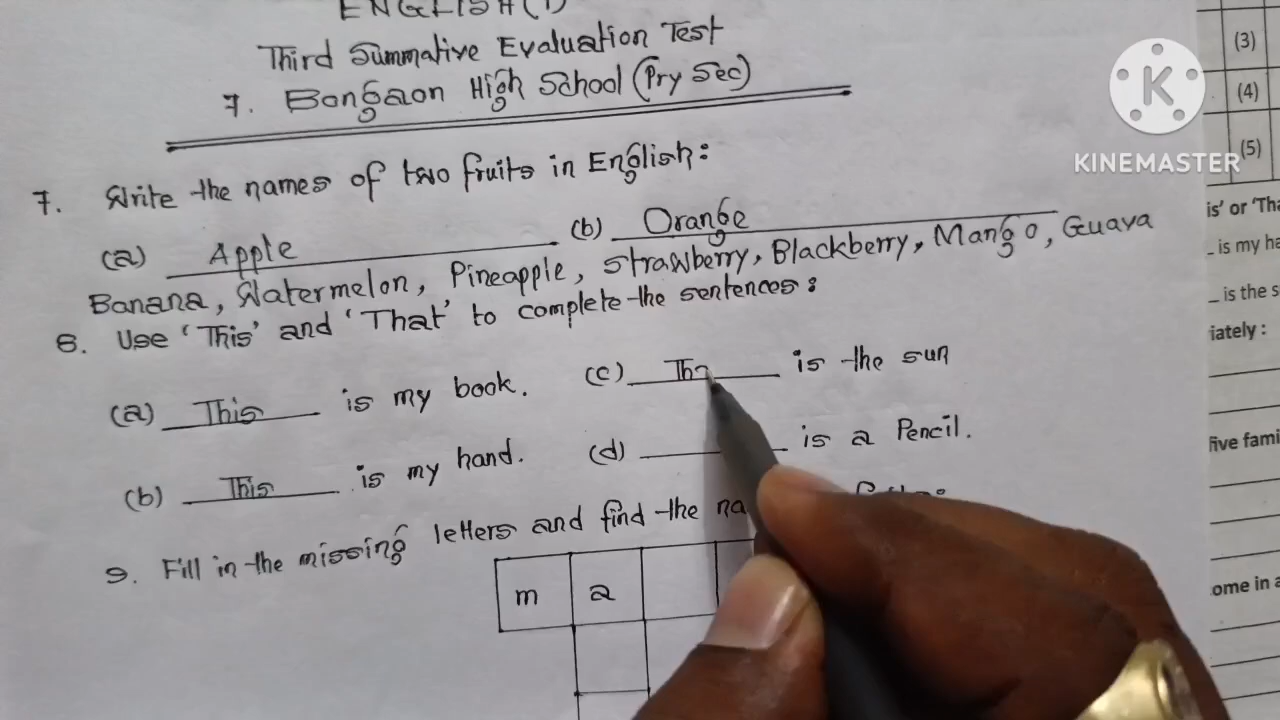 ENGLISH (1)
Third Summative Evaluation Test
7. Bongaon High School (Pry Sec)
7. Write the names of two fruits in English:
(a) Apple (b) Orange
Banana, Watermelon, Pineapple, Strawberry, Blackberry, Mango, Guava
8. Use 'This' and 'That' to complete the sentences:
(a) This is my book. (c) Tha is the sun
(b) This is my hand. (d) is a Pencil.
9. Fill in the missing letters and find the na
m a
K
KINEMASTER
(3)
(4)
(5)
is' or 'Tha
_ is my ha
_ is the s
iately :
five fami
ome in a